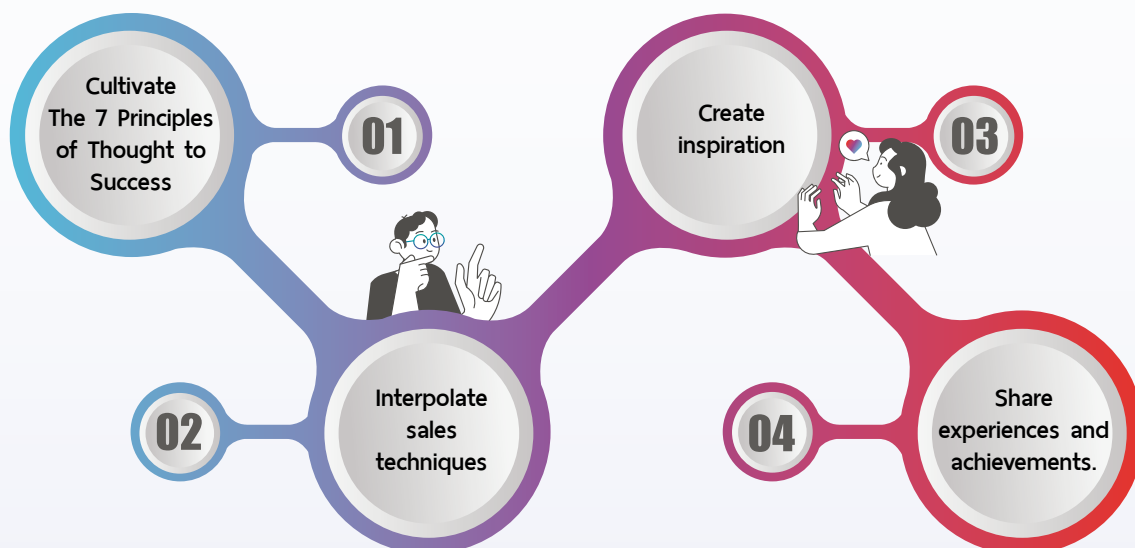 Cultivate
The 7 Principles
of Thought to
Success
01
02
Interpolate
sales
techniques
Create
inspiration
03
04
Share
experiences and
achievements.